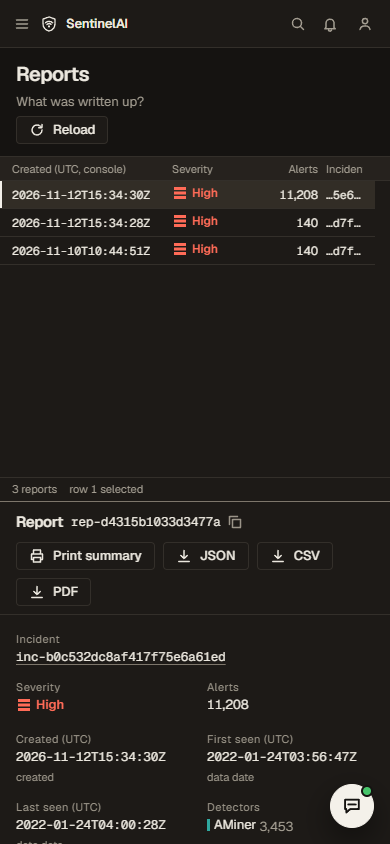 SentinelAI
Reports
What was written up?
Reload
Created (UTC, console) Severity Alerts Inciden
2026-11-12T15:34:30Z High 11,208 …5e6…
2026-11-12T15:34:28Z High 140 …d7f…
2026-11-10T10:44:51Z High 140 …d7f…
3 reports row 1 selected
Report rep-d4315b1033d3477a
Print summary JSON CSV
PDF
Incident
inc-b0c532dc8af417f75e6a61ed
Severity Alerts
High 11,208
Created (UTC) First seen (UTC)
2026-11-12T15:34:30Z 2022-01-24T03:56:47Z
created data date
Last seen (UTC) Detectors
2022-01-24T04:00:28Z AMiner 3,453